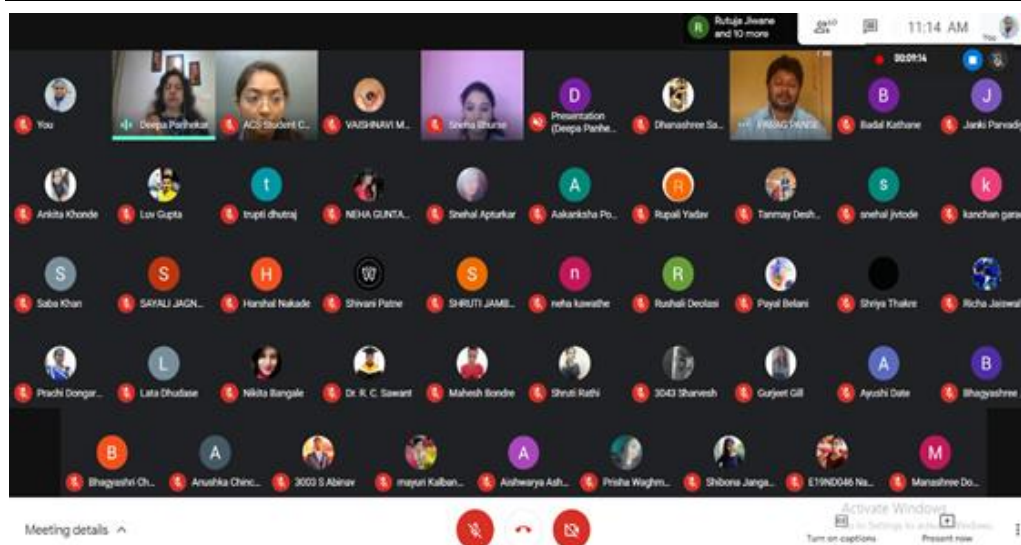 R Rutuja Jiwane
and 10 more
11:14 AM
You
00:09:14
You
Deepa Panhekar
ACS Student C...
VAISHNAVI M...
Sneha Bhurse
D
Presentation
(Deepa Panhe...
Dhanashree Sa...
PARAG PANSE
B
Badal Kathane
J
Janki Parvadiy
Ankita Khonde
Luv Gupta
t
trupti dhutraj
NEHA GUNTA...
Snehal Apturkar
A
Aakanksha Po...
R
Rupali Yadav
Tanmay Desh...
s
snehal jivtode
k
kanchan garad
S
Saba Khan
S
SAYALI JAGN...
H
Harshal Nakade
W
Shivani Patne
S
SHRUTI JAMB...
n
neha kawathe
R
Rushali Deolasi
Payal Belani
Shriya Thakre
Richa Jaiswal
Prachi Dongar...
L
Lata Dhudase
Nikita Bangale
Dr. R. C. Sawant
Mahesh Bondre
Shruti Rathi
3043 Sharvesh
Gurjeet Gill
A
Ayushi Date
B
Bhagyashree
B
Bhagyashri Ch...
A
Anushka Chinc...
3003 S Abinav
mayuri Kalban...
A
Aishwarya Ash...
Prisha Waghm...
Shibona Janga...
E19ND046 Na...
M
Manashree Do...
Meeting details
Activate Windows
Turn on captions
Present now